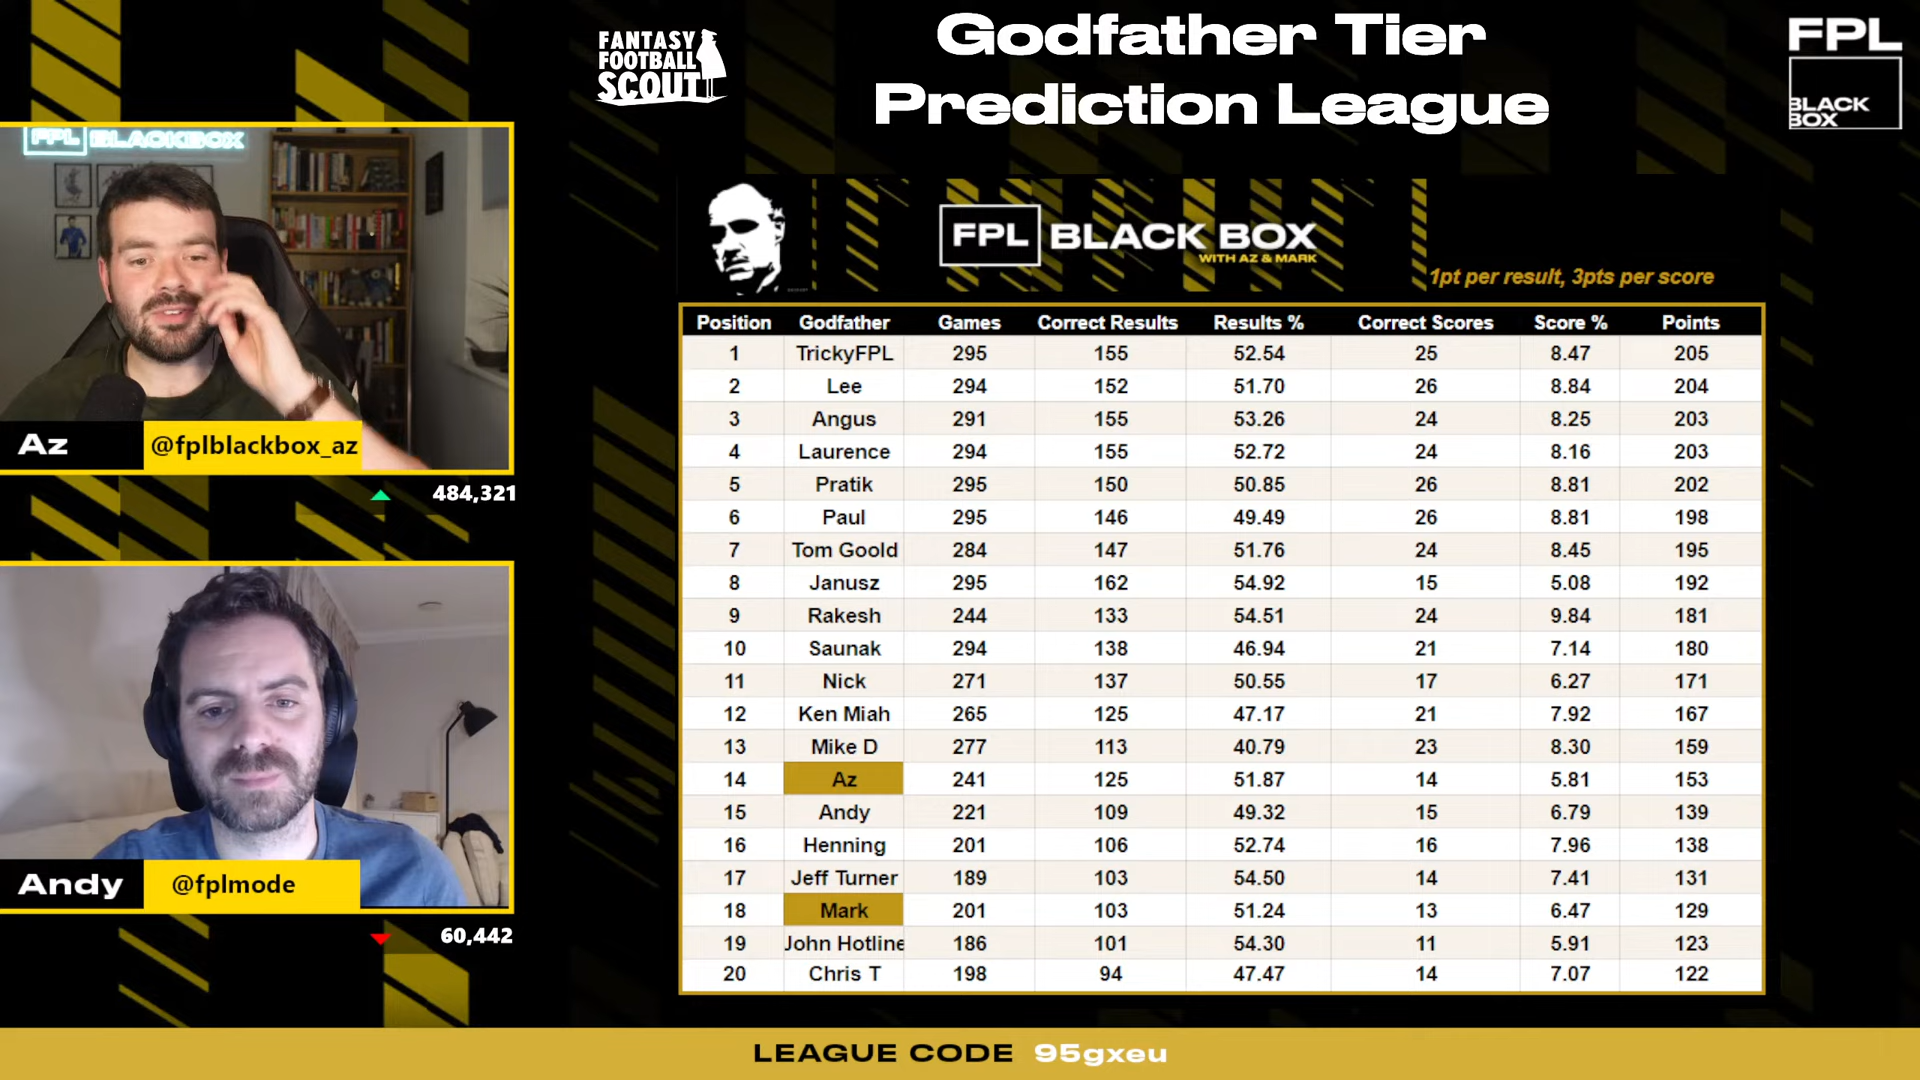 FANTASY
FOOTBALL
SCOUT
Godfather Tier
Prediction League
FPL
BLACK
BOX
FPL BLACKBOX
Az @fplblackbox_az
484,321
Andy @fplmode
60,442
FPL BLACK BOX
WITH AZ & MARK
1pt per result, 3pts per score
Position Godfather Games Correct Results Results % Correct Scores Score % Points
1 TrickyFPL 295 155 52.54 25 8.47 205
2 Lee 294 152 51.70 26 8.84 204
3 Angus 291 155 53.26 24 8.25 203
4 Laurence 294 155 52.72 24 8.16 203
5 Pratik 295 150 50.85 26 8.81 202
6 Paul 295 146 49.49 26 8.81 198
7 Tom Goold 284 147 51.76 24 8.45 195
8 Janusz 295 162 54.92 15 5.08 192
9 Rakesh 244 133 54.51 24 9.84 181
10 Saunak 294 138 46.94 21 7.14 180
11 Nick 271 137 50.55 17 6.27 171
12 Ken Miah 265 125 47.17 21 7.92 167
13 Mike D 277 113 40.79 23 8.30 159
14 Az 241 125 51.87 14 5.81 153
15 Andy 221 109 49.32 15 6.79 139
16 Henning 201 106 52.74 16 7.96 138
17 Jeff Turner 189 103 54.50 14 7.41 131
18 Mark 201 103 51.24 13 6.47 129
19 John Hotline 186 101 54.30 11 5.91 123
20 Chris T 198 94 47.47 14 7.07 122
LEAGUE CODE 95gxeu